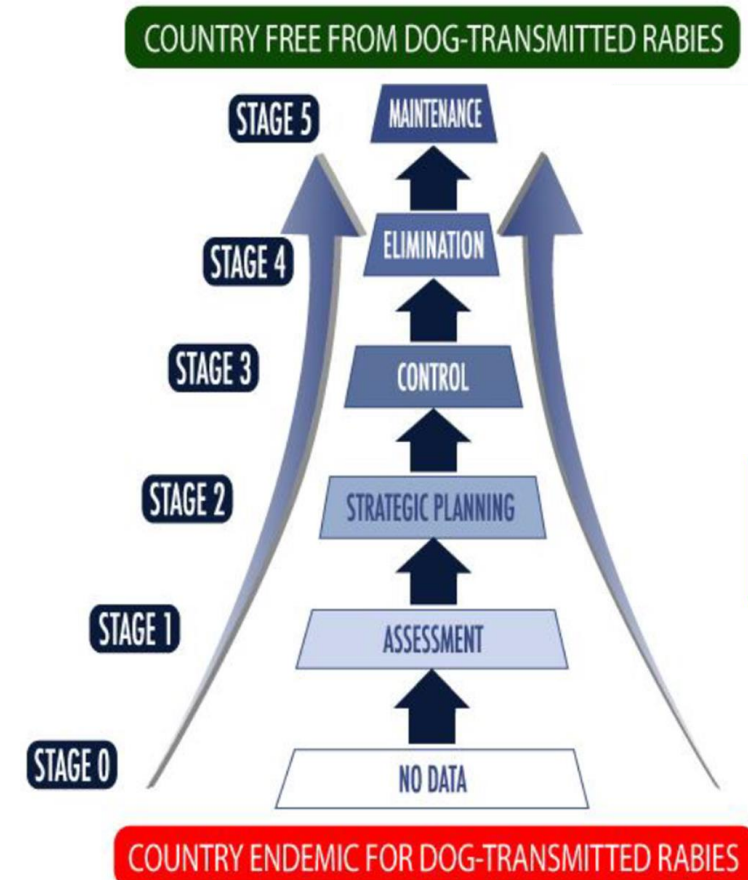 COUNTRY FREE FROM DOG-TRANSMITTED RABIES
STAGE 5
MAINTENANCE
STAGE 4
ELIMINATION
STAGE 3
CONTROL
STAGE 2
STRATEGIC PLANNING
STAGE 1
ASSESSMENT
STAGE 0
NO DATA
COUNTRY ENDEMIC FOR DOG-TRANSMITTED RABIES